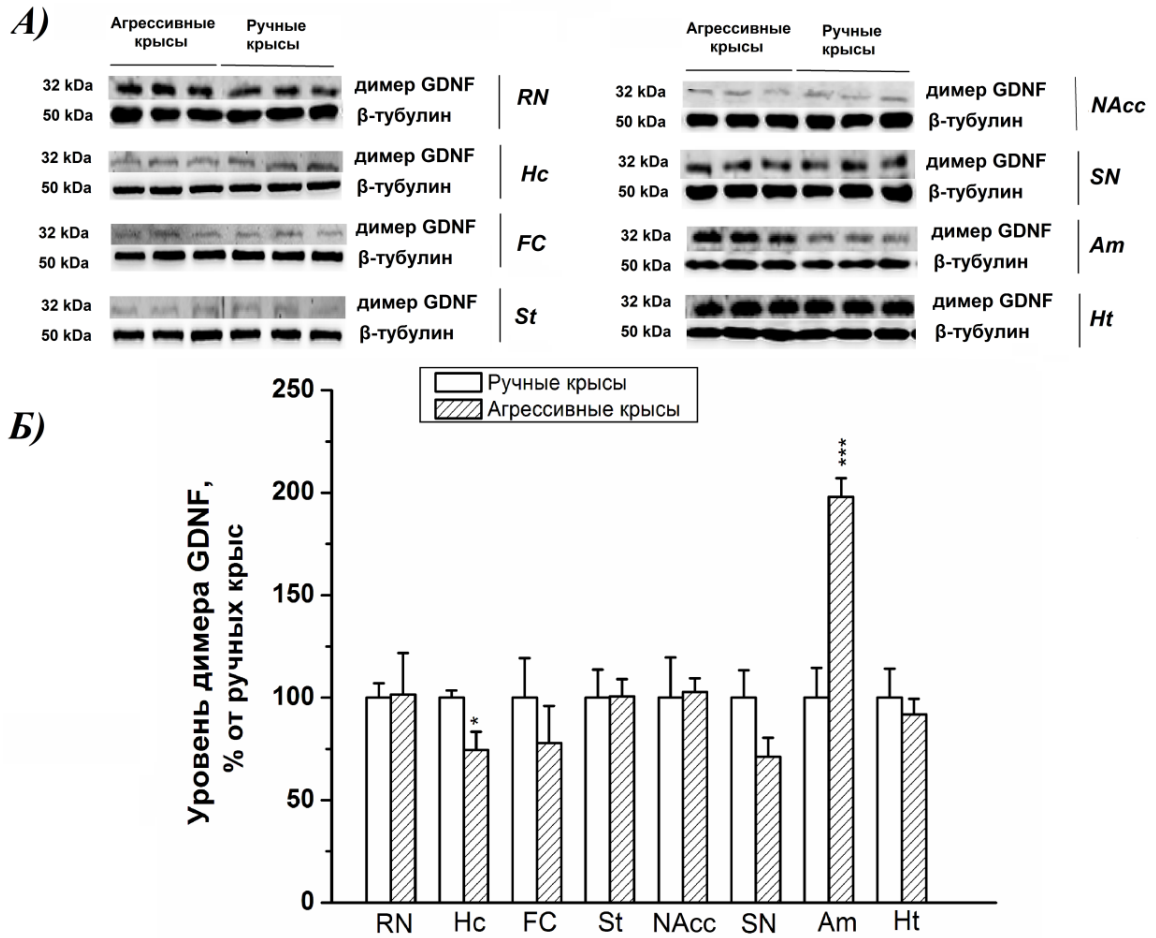 А)
Агрессивные
крысы
Ручные
крысы
32 kDa
димер GDNF
50 kDa
β-тубулин
RN
32 kDa
димер GDNF
50 kDa
β-тубулин
Hc
32 kDa
димер GDNF
50 kDa
β-тубулин
FC
32 kDa
димер GDNF
50 kDa
β-тубулин
St
Агрессивные
крысы
Ручные
крысы
32 kDa
димер GDNF
50 kDa
β-тубулин
NAcc
32 kDa
димер GDNF
50 kDa
β-тубулин
SN
32 kDa
димер GDNF
50 kDa
β-тубулин
Am
32 kDa
димер GDNF
50 kDa
β-тубулин
Ht
Б)
Ручные крысы
Агрессивные крысы
Уровень димера GDNF,
% от ручных крыс
250
200
150
100
50
0
*
***
RN Hc FC St NAcc SN Am Ht